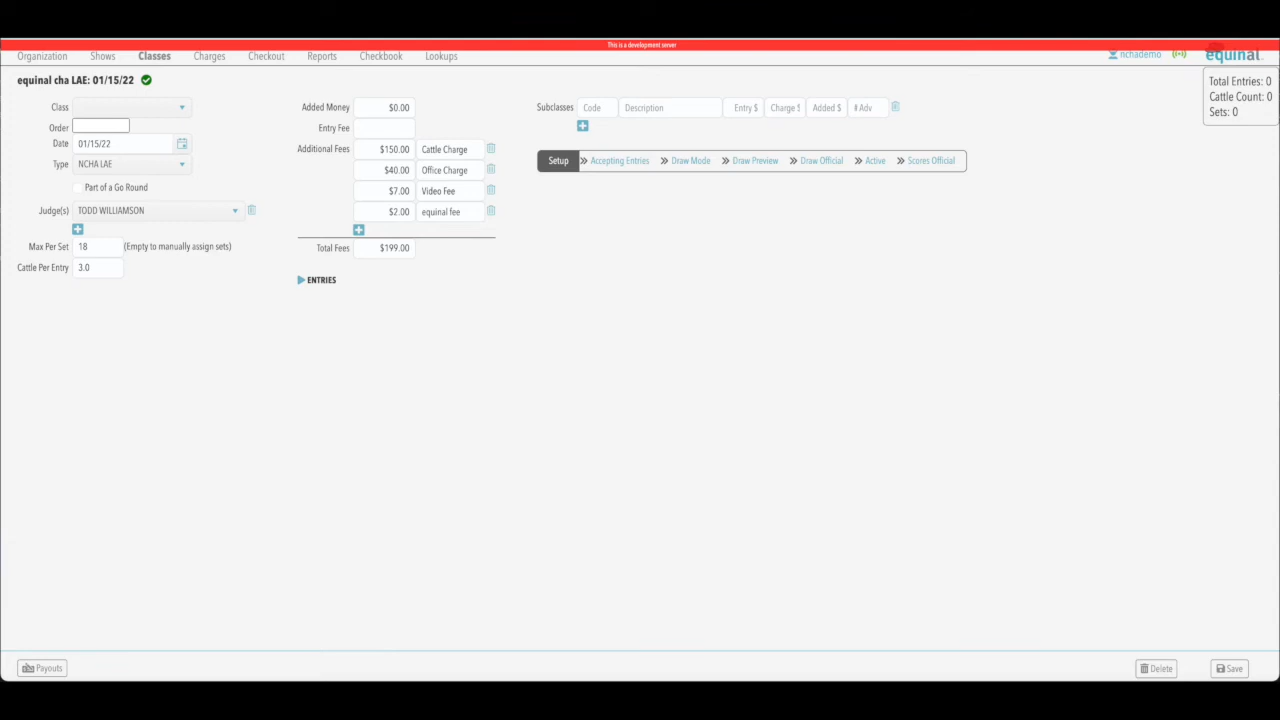 This is a development server
Organization Shows Classes Charges Checkout Reports Checkbook Lookups nchademo equinal
equinal cha LAE: 01/15/22
Total Entries: 0
Cattle Count: 0
Sets: 0
Class
Order
Date 01/15/22
Type NCHA LAE
Part of a Go Round
Judge(s) TODD WILLIAMSON
Max Per Set 18 (Empty to manually assign sets)
Cattle Per Entry 3.0
Added Money $0.00
Entry Fee
Additional Fees $150.00 Cattle Charge
$40.00 Office Charge
$7.00 Video Fee
$2.00 equinal fee
Total Fees $199.00
ENTRIES
Subclasses Code Description Entry $ Charge $ Added $ # Adv
Setup Accepting Entries Draw Mode Draw Preview Draw Official Active Scores Official
Payouts Delete Save